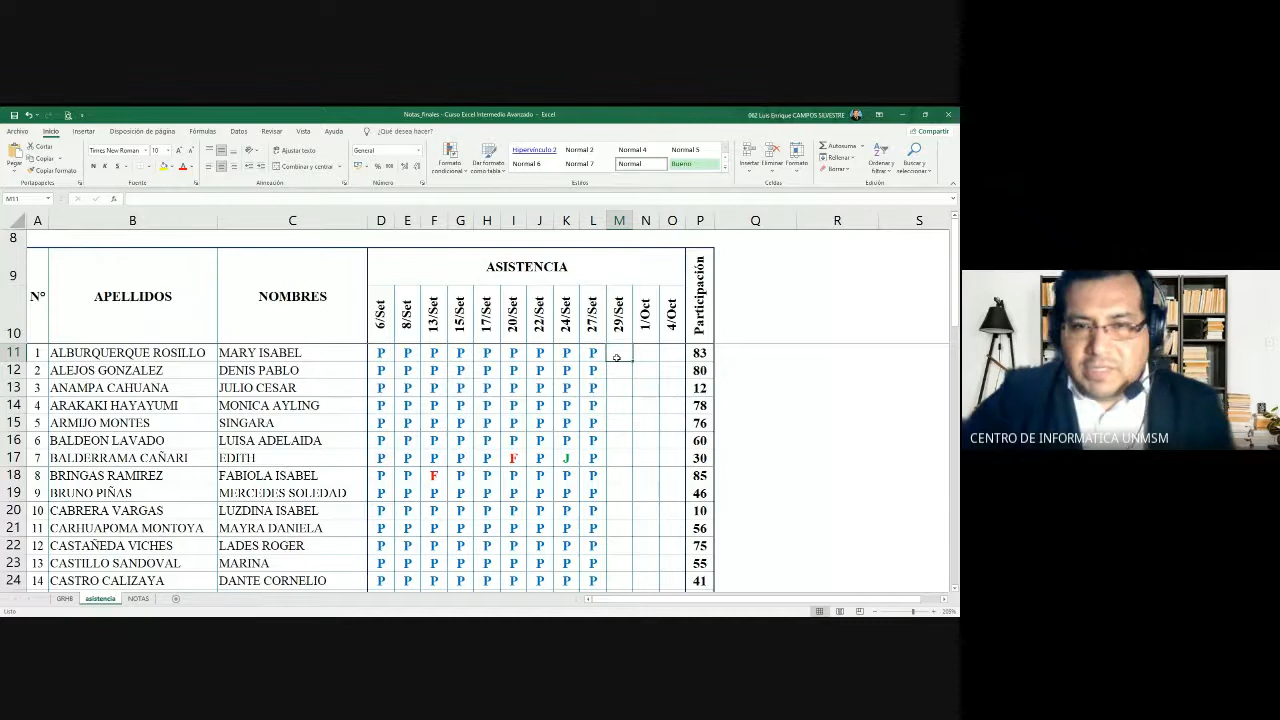 Notas_finales - Curso Excel Intermedio Avanzado - Excel
062 Luis Enrique CAMPOS SILVESTRE
Archivo Inicio Insertar Disposición de página Fórmulas Datos Revisar Vista Ayuda ¿Qué desea hacer? Compartir
Pegar Cortar Copiar Copiar formato
Times New Roman 10
Ajustar texto
Combinar y centrar
General
Formato condicional Dar formato como tabla
Hipervínculo 2 Normal 2 Normal 4 Normal 5
Normal 6 Normal 7 Normal Bueno
Insertar Eliminar Formato
Autosuma Rellenar Borrar
Ordenar y filtrar Buscar y seleccionar
Portapapeles Fuente Alineación Número Estilos Celdas Edición
M11
A B C D E F G H I J K L M N O P Q R S
8
9 ASISTENCIA
10 N° APELLIDOS NOMBRES 6/Set 8/Set 13/Set 15/Set 17/Set 20/Set 22/Set 24/Set 27/Set 29/Set 1/Oct 4/Oct Participación
11 1 ALBURQUERQUE ROSILLO MARY ISABEL P P P P P P P P P 83
12 2 ALEJOS GONZALEZ DENIS PABLO P P P P P P P P P 80
13 3 ANAMPA CAHUANA JULIO CESAR P P P P P P P P P 12
14 4 ARAKAKI HAYAYUMI MONICA AYLING P P P P P P P P P 78
15 5 ARMIJO MONTES SINGARA P P P P P P P P P 76
16 6 BALDEON LAVADO LUISA ADELAIDA P P P P P P P P P 60
17 7 BALDERRAMA CAÑARI EDITH P P P P P F P J P 30
18 8 BRINGAS RAMIREZ FABIOLA ISABEL P P F P P P P P P 85
19 9 BRUNO PIÑAS MERCEDES SOLEDAD P P P P P P P P P 46
20 10 CABRERA VARGAS LUZDINA ISABEL P P P P P P P P P 10
21 11 CARHUAPOMA MONTOYA MAYRA DANIELA P P P P P P P P P 56
22 12 CASTAÑEDA VICHES LADES ROGER P P P P P P P P P 75
23 13 CASTILLO SANDOVAL MARINA P P P P P P P P P 55
24 14 CASTRO CALIZAYA DANTE CORNELIO P P P P P P P P P 41
GRHB asistencia NOTAS
Listo
205%
CENTRO DE INFORMATICA UNMSM